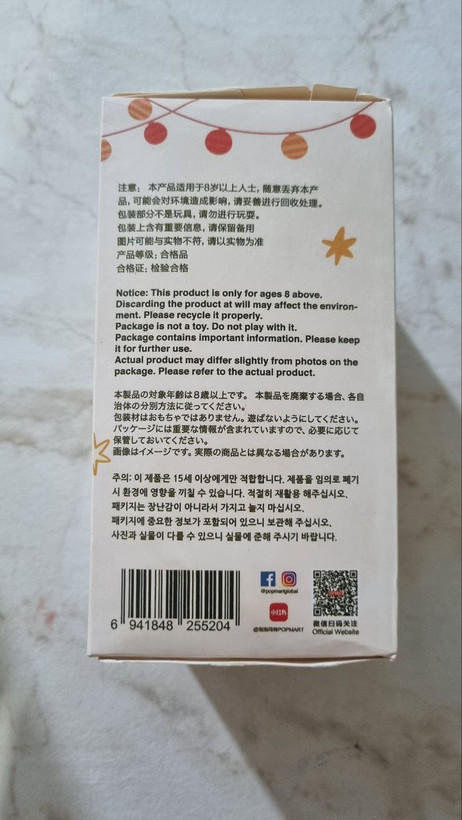 注意： 本产品适用于8岁以上人士, 随意丢弃本产
品, 可能会对环境造成影响, 请妥善进行回收处理。
包装部分不是玩具, 请勿进行玩耍。
包装上含有重要信息, 请保留备用
图片可能与实物不符, 请以实物为准
产品等级: 合格品
合格证: 检验合格
Notice: This product is only for ages 8 above.
Discarding the product at will may affect the environ-
ment. Please recycle it properly.
Package is not a toy. Do not play with it.
Package contains important information. Please keep
it for further use.
Actual product may differ slightly from photos on the
package. Please refer to the actual product.
本製品の対象年齢は8歳以上です。 本製品を廃棄する場合、各自
治体の分別方法に従ってください。
包装材はおもちゃではありません。遊ばないようにしてください。
パッケージには重要な情報が含まれていますので、必要に応じて
保管しておいてください。
画像はイメージです。実際の商品とは異なる場合があります。
주의: 이 제품은 15세 이상에게만 적합합니다. 제품을 임의로 폐기
시 환경에 영향을 끼칠 수 있습니다. 적절히 재활용 해주십시오.
패키지는 장난감이 아니라서 가지고 놀지 마십시오.
패키지에 중요한 정보가 포함되어 있으니 보관해 주십시오.
사진과 실물이 다를 수 있으니 실물에 준해 주시기 바랍니다.
6 941848 255204
@popmartglobal
小红书
@泡泡玛特POPMART
微信扫码关注
Official Website